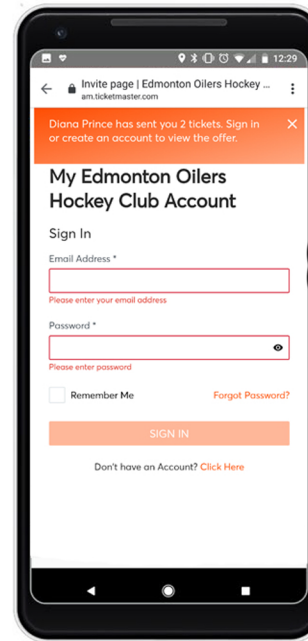 12:29
Invite page | Edmonton Oilers Hockey ...
am.ticketmaster.com
Diana Prince has sent you 2 tickets. Sign in
or create an account to view the offer.
My Edmonton Oilers
Hockey Club Account
Sign In
Email Address *
Please enter your email address
Password *
Please enter password
Remember Me Forgot Password?
SIGN IN
Don't have an Account? Click Here